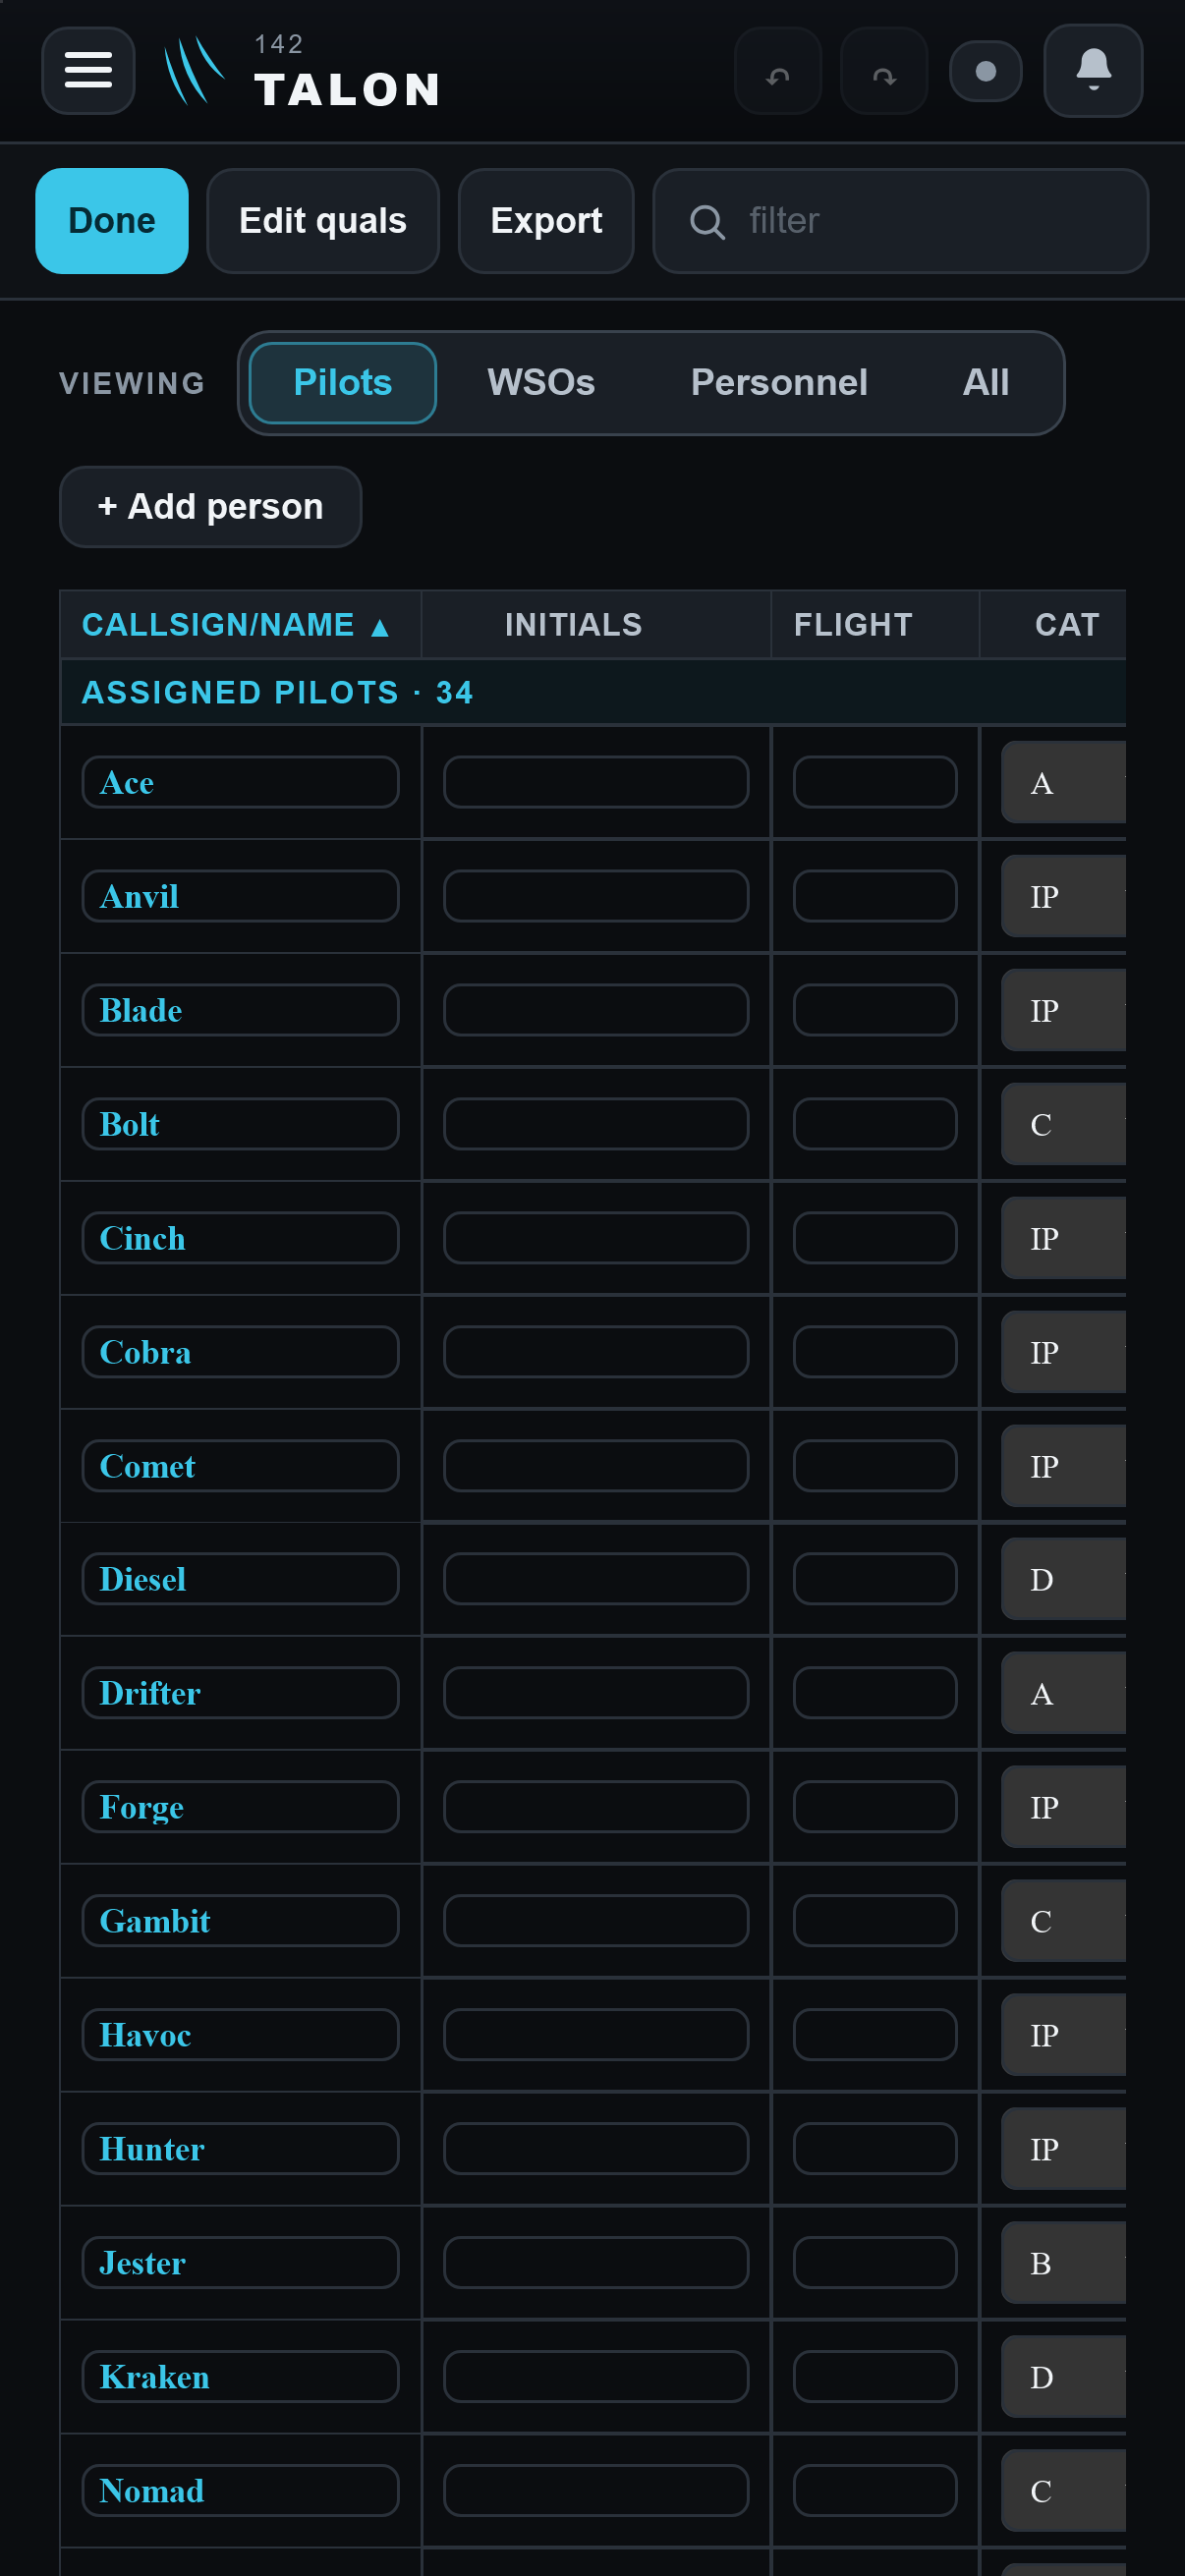 142
TALON
Done Edit quals Export filter
VIEWING Pilots WSOs Personnel All
+ Add person
CALLSIGN/NAME ▲ INITIALS FLIGHT CAT
ASSIGNED PILOTS · 34
Ace A
Anvil IP
Blade IP
Bolt C
Cinch IP
Cobra IP
Comet IP
Diesel D
Drifter A
Forge IP
Gambit C
Havoc IP
Hunter IP
Jester B
Kraken D
Nomad C